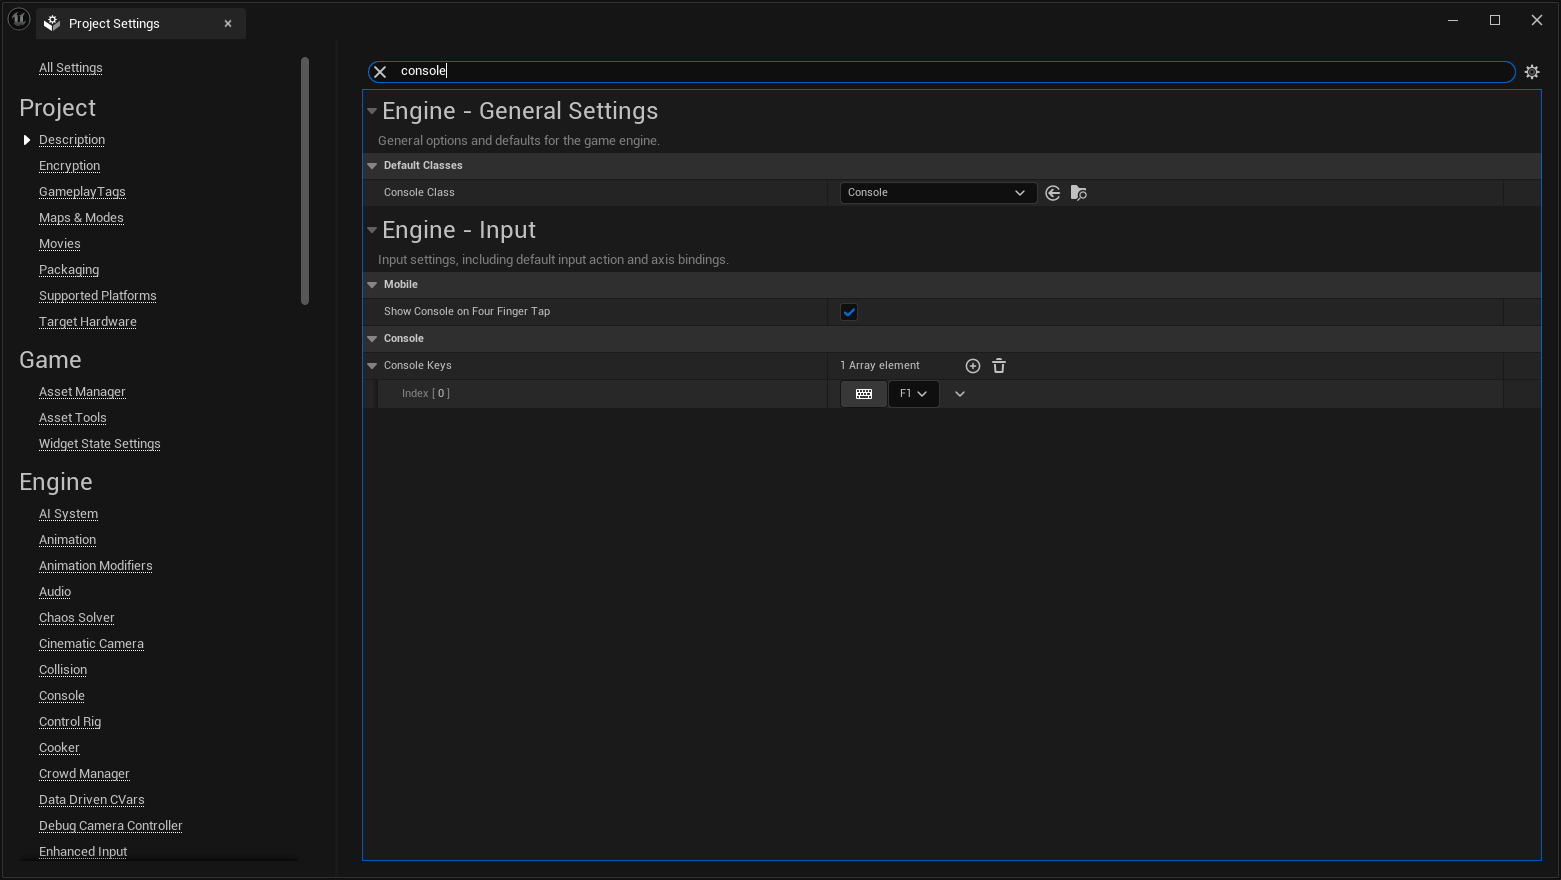 Project Settings
All Settings
Project
Description
Encryption
GameplayTags
Maps & Modes
Movies
Packaging
Supported Platforms
Target Hardware
Game
Asset Manager
Asset Tools
Widget State Settings
Engine
AI System
Animation
Animation Modifiers
Audio
Chaos Solver
Cinematic Camera
Collision
Console
Control Rig
Cooker
Crowd Manager
Data Driven CVars
Debug Camera Controller
Enhanced Input
console
Engine - General Settings
General options and defaults for the game engine.
Default Classes
Console Class Console
Engine - Input
Input settings, including default input action and axis bindings.
Mobile
Show Console on Four Finger Tap
Console
Console Keys 1 Array element
Index [ 0 ] F1